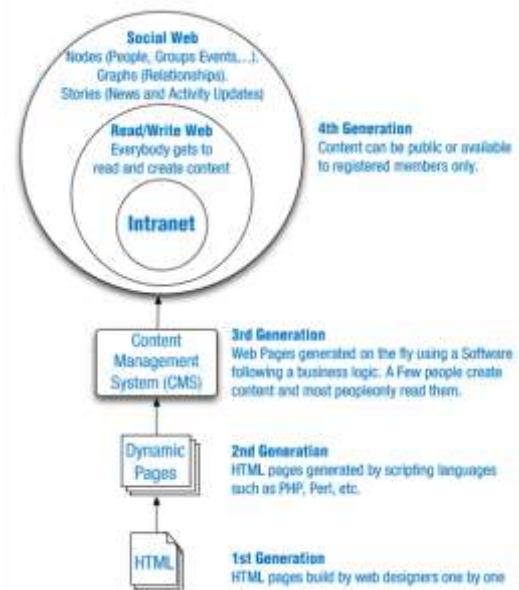 Social Web
Nodes (People, Groups Events,...).
Graphs (Relationships).
Stories (News and Activity Updates)
Read/Write Web
Everybody gets to
read and create content
Intranet
4th Generation
Content can be public or available
to registered members only.
Content
Management
System (CMS)
3rd Generation
Web Pages generated on the fly using a Software
following a business logic. A Few people create
content and most peopleonly read them.
Dynamic
Pages
2nd Generation
HTML pages generated by scripting languages
such as PHP, Perl, etc.
HTML
1st Generation
HTML pages build by web designers one by one